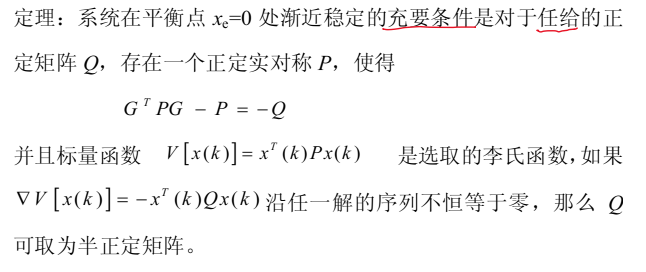 定理：系统在平衡点 xₑ=0 处渐近稳定的充要条件是对于任给的正
定矩阵 Q，存在一个正定实对称 P，使得
G ᵀ PG − P = −Q
并且标量函数 V[x(k)] = xᵀ(k)Px(k) 是选取的李氏函数，如果
∇V[x(k)] = −xᵀ(k)Qx(k) 沿任一解的序列不恒等于零，那么 Q
可取为半正定矩阵。